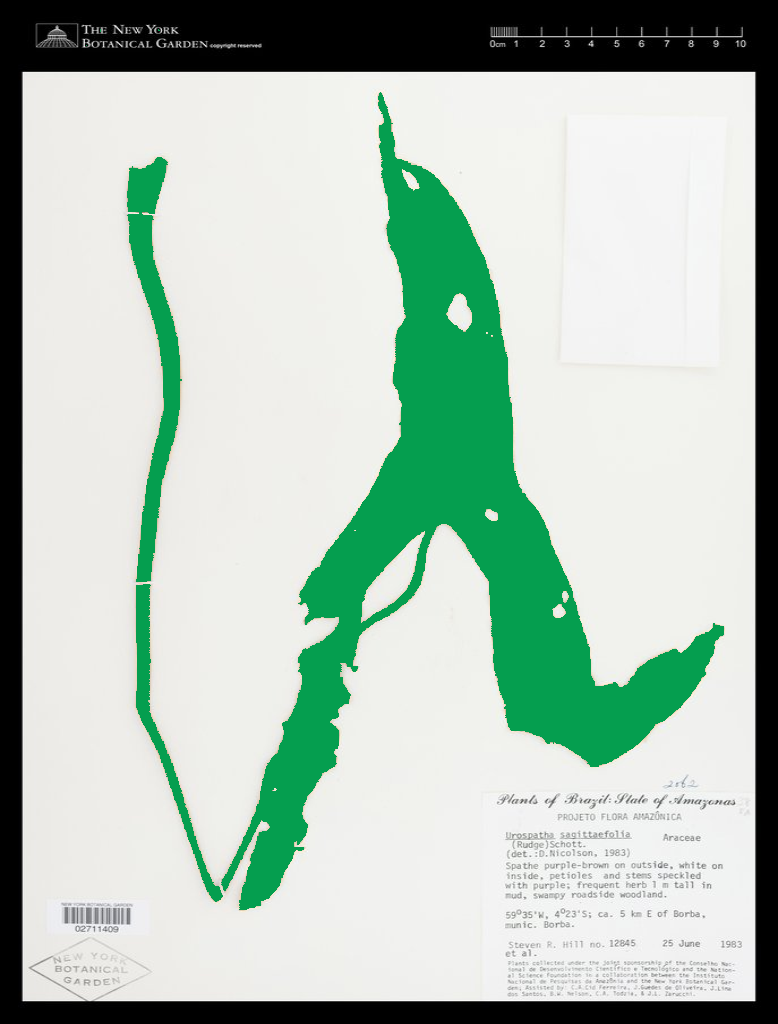 THE NEW YORK
BOTANICAL GARDEN copyright reserved
0cm 1 2 3 4 5 6 7 8 9 10
2062
Plants of Brazil: State of Amazonas
PROJETO FLORA AMAZÔNICA
Urospatha sagittaefolia Araceae
(Rudge)Schott.
(det.:D.Nicolson, 1983)
Spathe purple-brown on outside, white on
inside, petioles and stems speckled
with purple; frequent herb 1 m tall in
mud, swampy roadside woodland.
59°35'W, 4°23'S; ca. 5 km E of Borba,
munic. Borba.
Steven R. Hill no. 12845 25 June 1983
et al.
Plants collected under the joint sponsorship of the Conselho Nac-
ional de Desenvolvimento Científico e Tecnológico and the Nation-
al Science Foundation in a collaboration between the Instituto
Nacional de Pesquisas da Amazônia and the New York Botanical Gar-
den; Assisted by: C.A.Cid Ferreira, J.Guedes de Oliveira, J.Lima
dos Santos, B.W. Nelson, C.A. Todzia, & J.L. Zarucchi.
NEW YORK BOTANICAL GARDEN
02711409
NEW YORK
BOTANICAL
GARDEN